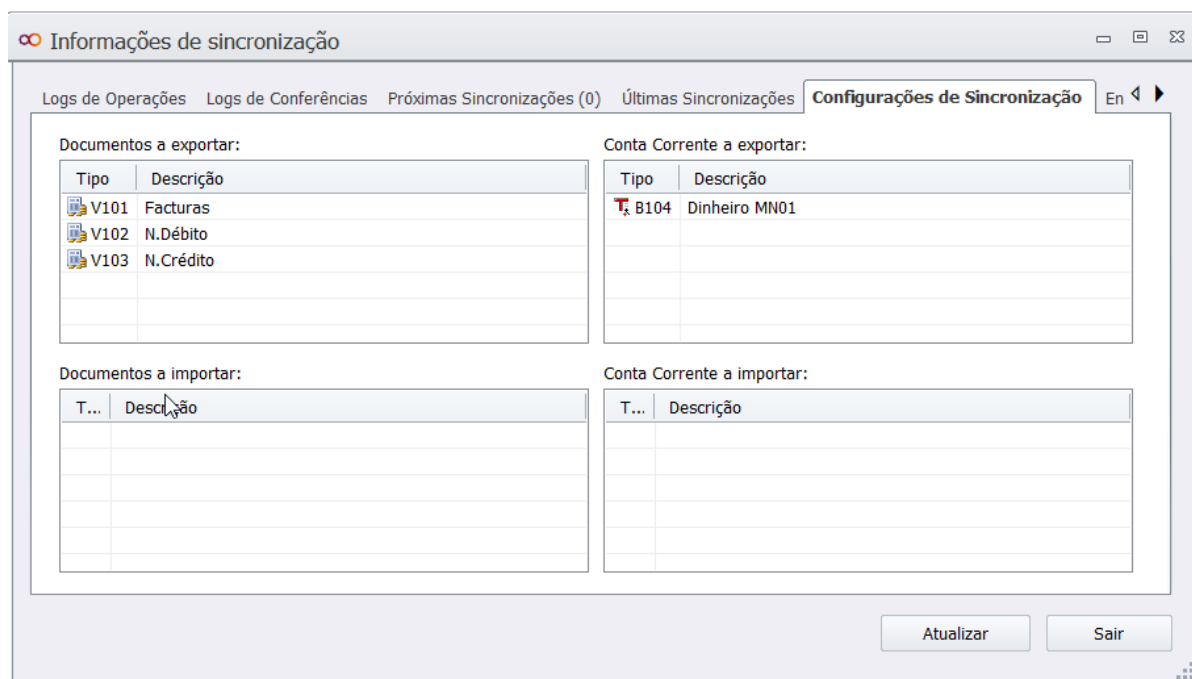 Informações de sincronização
Logs de Operações Logs de Conferências Próximas Sincronizações (0) Últimas Sincronizações Configurações de Sincronização En
Documentos a exportar:
Tipo Descrição
V101 Facturas
V102 N.Débito
V103 N.Crédito
Conta Corrente a exportar:
Tipo Descrição
B104 Dinheiro MN01
Documentos a importar:
T... Descrição
Conta Corrente a importar:
T... Descrição
Atualizar Sair